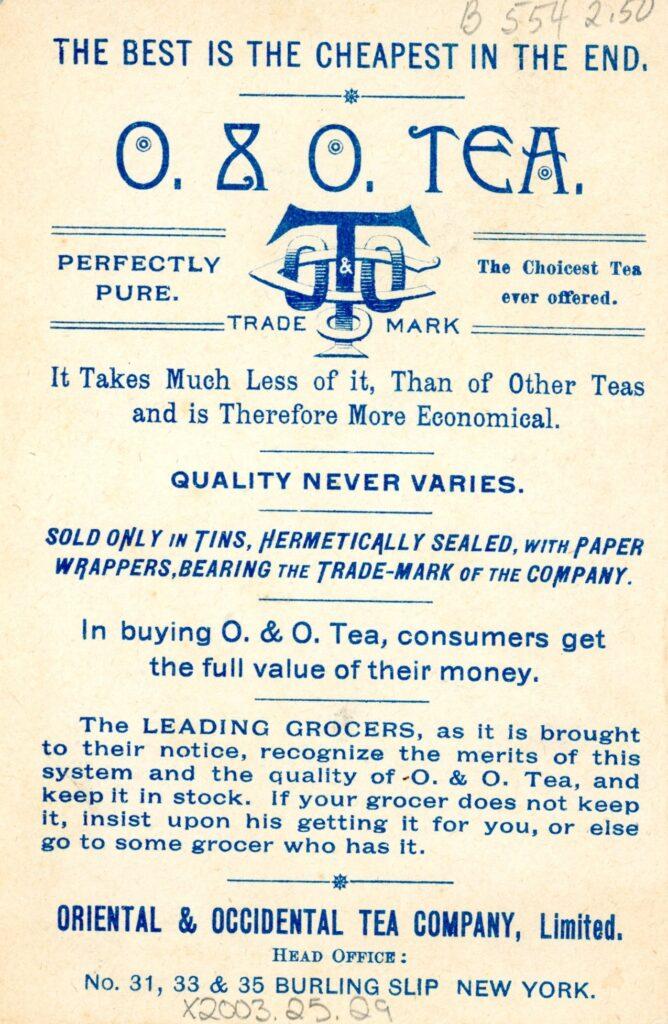 B 554 2.50
THE BEST IS THE CHEAPEST IN THE END.
O. & O. TEA.
PERFECTLY
PURE.
T
O & O
Co
TRADE MARK
The Choicest Tea
ever offered.
It Takes Much Less of it, Than of Other Teas
and is Therefore More Economical.
QUALITY NEVER VARIES.
SOLD ONLY IN TINS, HERMETICALLY SEALED, WITH PAPER
WRAPPERS, BEARING THE TRADE-MARK OF THE COMPANY.
In buying O. & O. Tea, consumers get
the full value of their money.
The LEADING GROCERS, as it is brought
to their notice, recognize the merits of this
system and the quality of O. & O. Tea, and
keep it in stock. If your grocer does not keep
it, insist upon his getting it for you, or else
go to some grocer who has it.
ORIENTAL & OCCIDENTAL TEA COMPANY, Limited.
HEAD OFFICE:
No. 31, 33 & 35 BURLING SLIP NEW YORK.
X2003.25.29